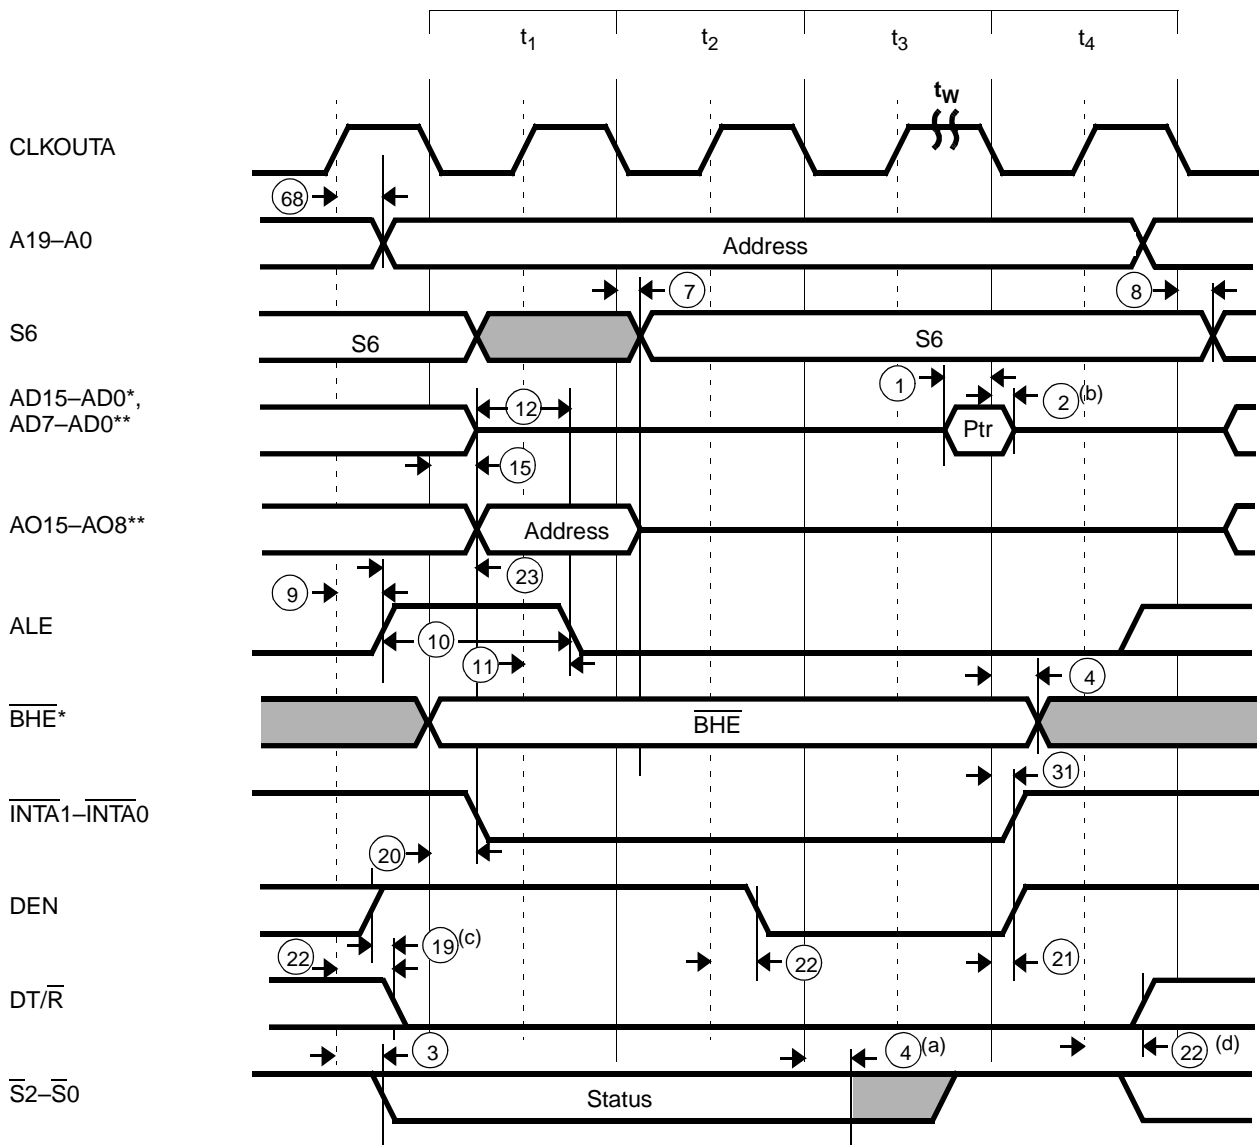 t1 t2 t3 t4
tW
CLKOUTA
68
A19–A0 Address
7 8
S6 S6 S6
AD15–AD0*,
AD7–AD0** 12 1 Ptr 2(b)
15
AO15–AO8** Address
23
9
ALE 10
11
4
BHE* BHE
31
INTA1–INTA0
20
DEN
22 19(c) 22 21
DT/R
3 4(a) 22(d)
S2–S0 Status